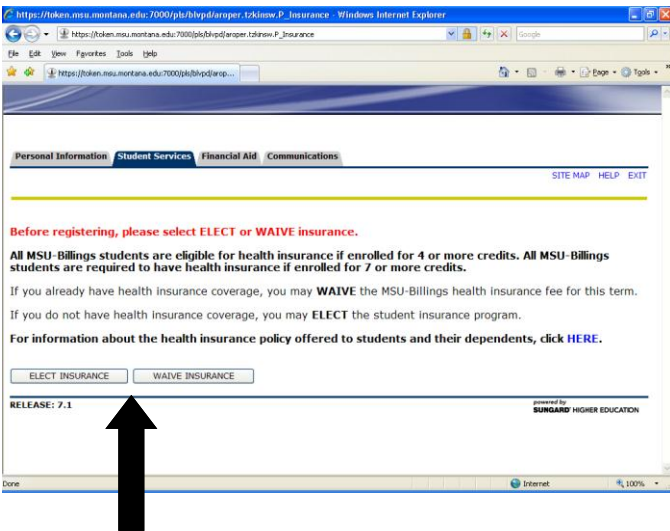 https://token.msu.montana.edu:7000/pls/blvpd/aroper.tzkinsw.P_Insurance - Windows Internet Explorer
https://token.msu.montana.edu:7000/pls/blvpd/aroper.tzkinsw.P_Insurance Google
File Edit View Favorites Tools Help
https://token.msu.montana.edu:7000/pls/blvpd/arop... Page Tools
Personal Information Student Services Financial Aid Communications
SITE MAP HELP EXIT
Before registering, please select ELECT or WAIVE insurance.
All MSU-Billings students are eligible for health insurance if enrolled for 4 or more credits. All MSU-Billings
students are required to have health insurance if enrolled for 7 or more credits.
If you already have health insurance coverage, you may WAIVE the MSU-Billings health insurance fee for this term.
If you do not have health insurance coverage, you may ELECT the student insurance program.
For information about the health insurance policy offered to students and their dependents, click HERE.
ELECT INSURANCE WAIVE INSURANCE
RELEASE: 7.1 powered by
SUNGARD' HIGHER EDUCATION
Done Internet 100%